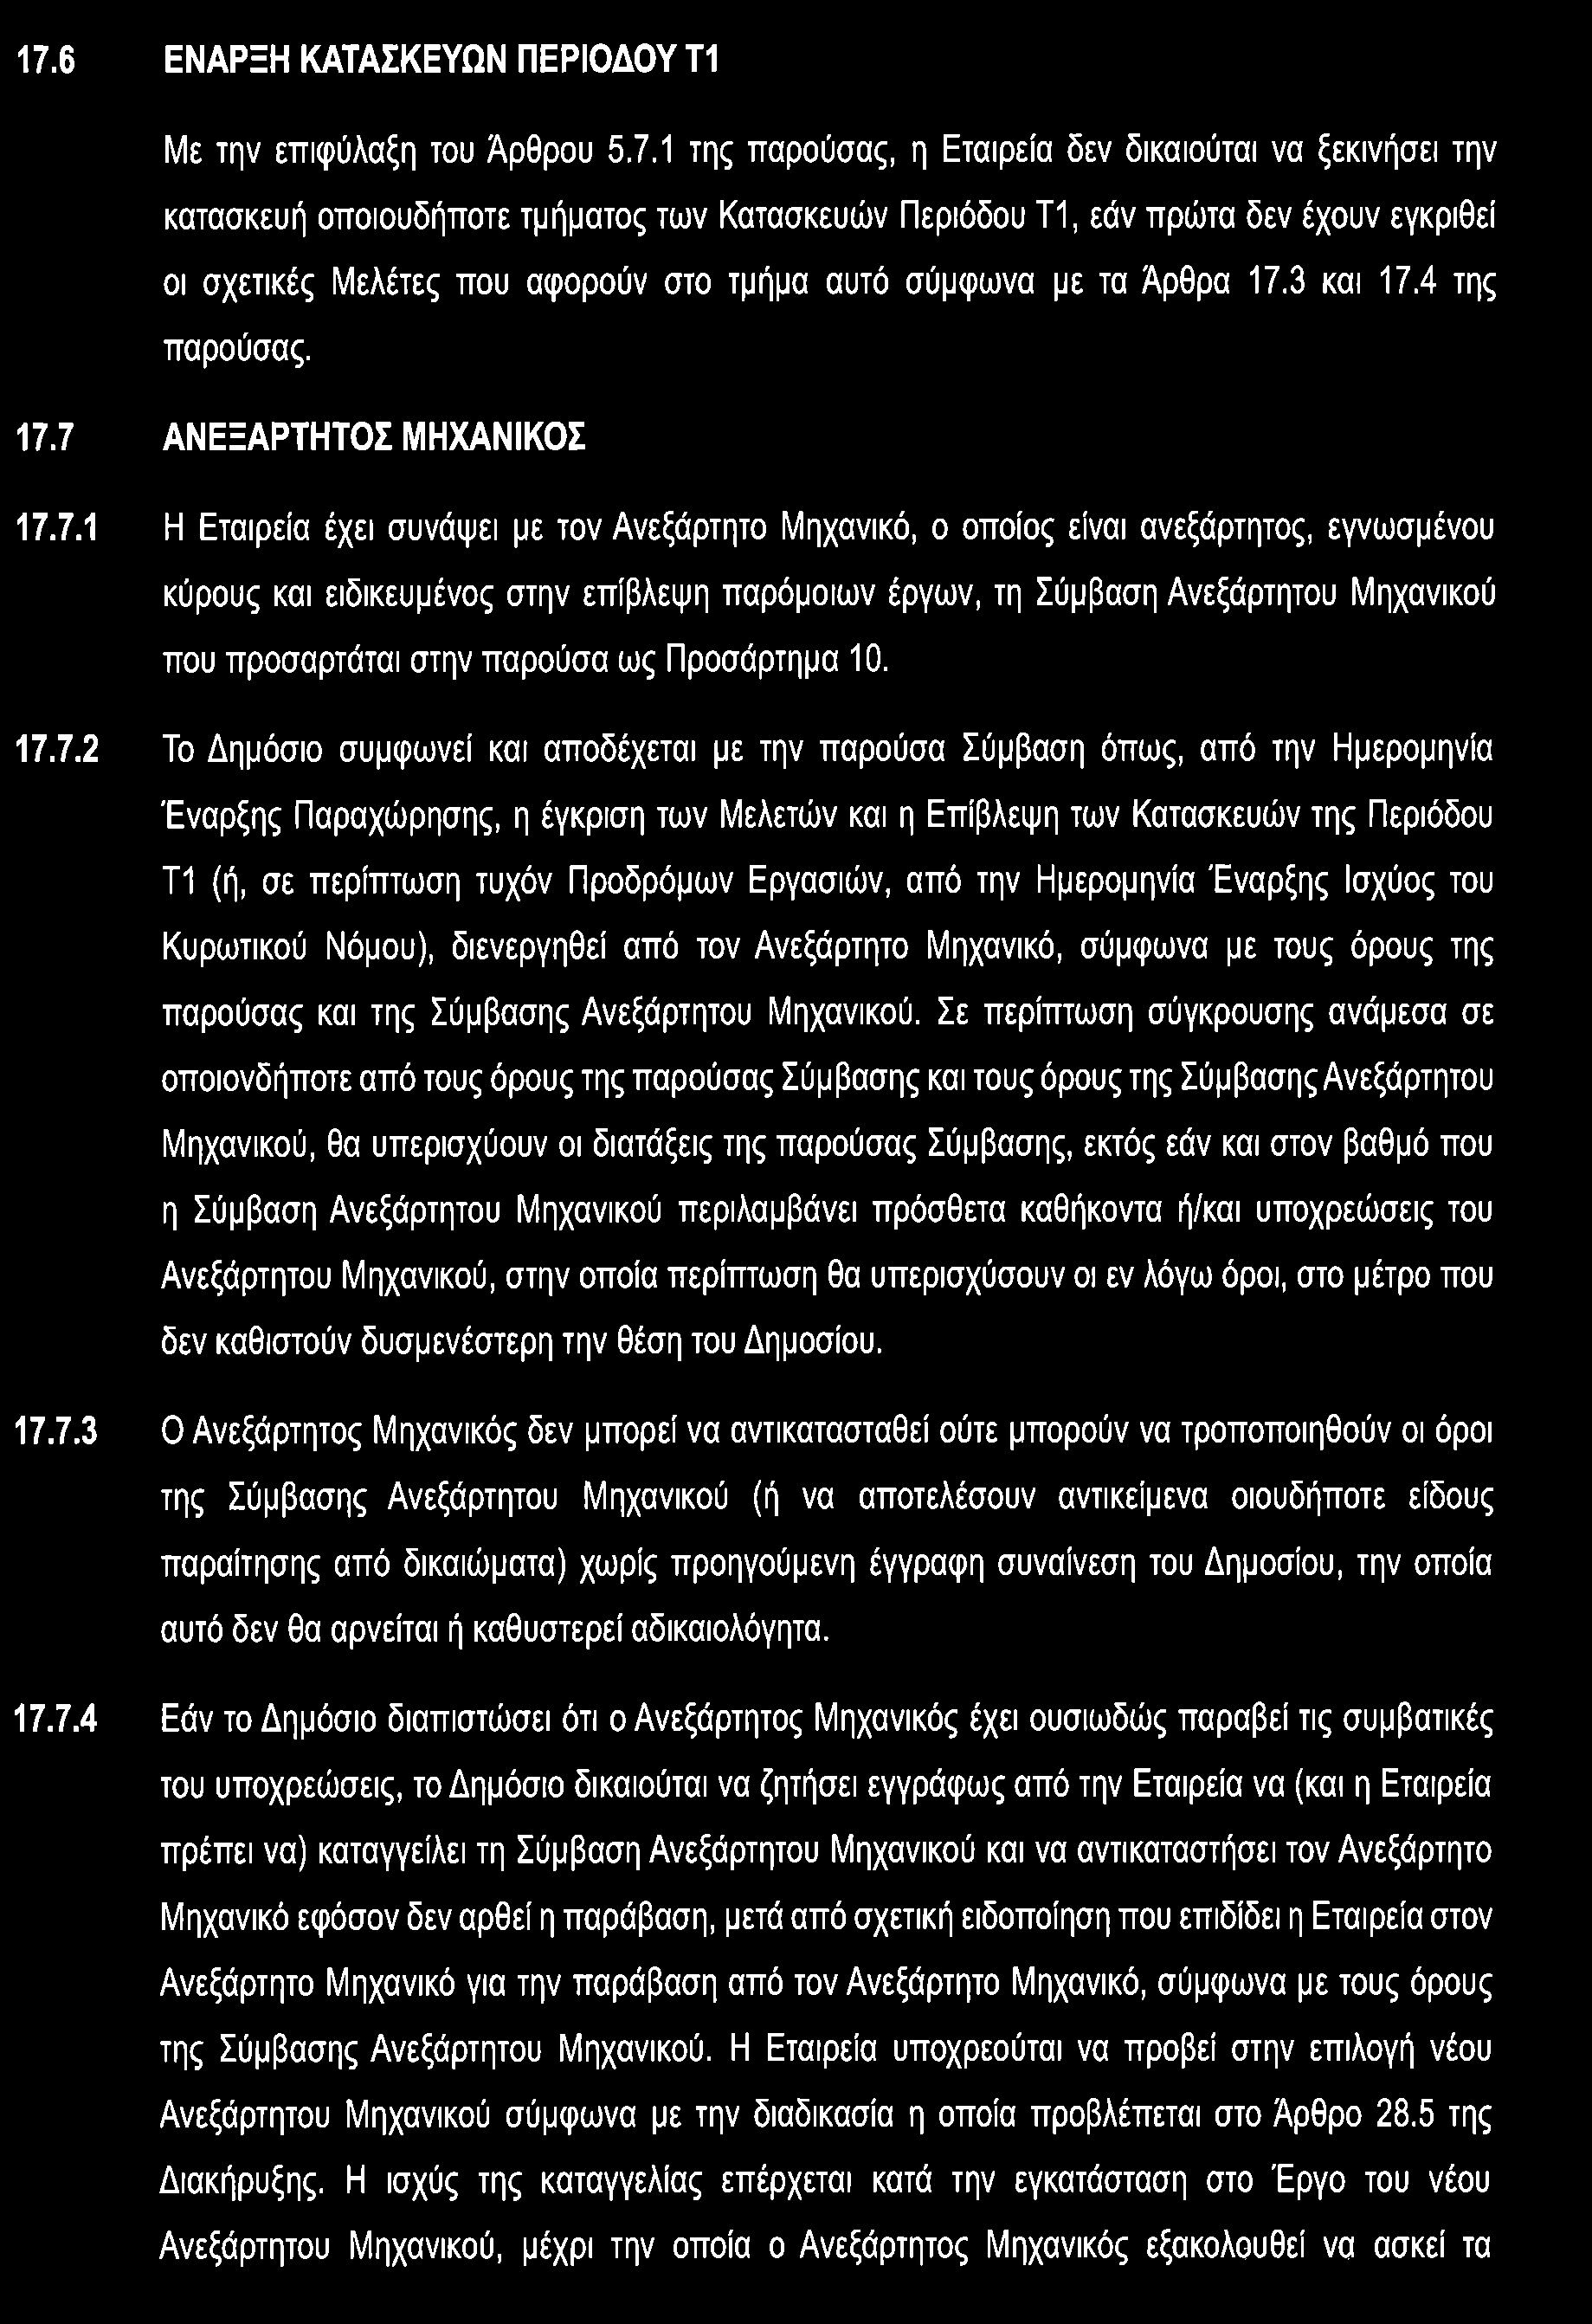 17.6 ΕΝΑΡΞΗ ΚΑΤΑΣΚΕΥΩΝ ΠΕΡΙΟΔΟΥ Τ1
Με την επιφύλαξη του Άρθρου 5.7.1 της παρούσας, η Εταιρεία δεν δικαιούται να ξεκινήσει την
κατασκευή οποιουδήποτε τμήματος των Κατασκευών Περιόδου Τ1, εάν πρώτα δεν έχουν εγκριθεί
οι σχετικές Μελέτες που αφορούν στο τμήμα αυτό σύμφωνα με τα Άρθρα 17.3 και 17.4 της
παρούσας.
17.7 ΑΝΕΞΑΡΤΗΤΟΣ ΜΗΧΑΝΙΚΟΣ
17.7.1 Η Εταιρεία έχει συνάψει με τον Ανεξάρτητο Μηχανικό, ο οποίος είναι ανεξάρτητος, εγνωσμένου
κύρους και ειδικευμένος στην επίβλεψη παρόμοιων έργων, τη Σύμβαση Ανεξάρτητου Μηχανικού
που προσαρτάται στην παρούσα ως Προσάρτημα 10.
17.7.2 Το Δημόσιο συμφωνεί και αποδέχεται με την παρούσα Σύμβαση όπως, από την Ημερομηνία
Έναρξης Παραχώρησης, η έγκριση των Μελετών και η Επίβλεψη των Κατασκευών της Περιόδου
Τ1 (ή, σε περίπτωση τυχόν Προδρόμων Εργασιών, από την Ημερομηνία Έναρξης Ισχύος του
Κυρωτικού Νόμου), διενεργηθεί από τον Ανεξάρτητο Μηχανικό, σύμφωνα με τους όρους της
παρούσας και της Σύμβασης Ανεξάρτητου Μηχανικού. Σε περίπτωση σύγκρουσης ανάμεσα σε
οποιονδήποτε από τους όρους της παρούσας Σύμβασης και τους όρους της Σύμβασης Ανεξάρτητου
Μηχανικού, θα υπερισχύουν οι διατάξεις της παρούσας Σύμβασης, εκτός εάν και στον βαθμό που
η Σύμβαση Ανεξάρτητου Μηχανικού περιλαμβάνει πρόσθετα καθήκοντα ή/και υποχρεώσεις του
Ανεξάρτητου Μηχανικού, στην οποία περίπτωση θα υπερισχύσουν οι εν λόγω όροι, στο μέτρο που
δεν καθιστούν δυσμενέστερη την θέση του Δημοσίου.
17.7.3 Ο Ανεξάρτητος Μηχανικός δεν μπορεί να αντικατασταθεί ούτε μπορούν να τροποποιηθούν οι όροι
της Σύμβασης Ανεξάρτητου Μηχανικού (ή να αποτελέσουν αντικείμενα οιουδήποτε είδους
παραίτησης από δικαιώματα) χωρίς προηγούμενη έγγραφη συναίνεση του Δημοσίου, την οποία
αυτό δεν θα αρνείται ή καθυστερεί αδικαιολόγητα.
17.7.4 Εάν το Δημόσιο διαπιστώσει ότι ο Ανεξάρτητος Μηχανικός έχει ουσιωδώς παραβεί τις συμβατικές
του υποχρεώσεις, το Δημόσιο δικαιούται να ζητήσει εγγράφως από την Εταιρεία να (και η Εταιρεία
πρέπει να) καταγγείλει τη Σύμβαση Ανεξάρτητου Μηχανικού και να αντικαταστήσει τον Ανεξάρτητο
Μηχανικό εφόσον δεν αρθεί η παράβαση, μετά από σχετική ειδοποίηση που επιδίδει η Εταιρεία στον
Ανεξάρτητο Μηχανικό για την παράβαση από τον Ανεξάρτητο Μηχανικό, σύμφωνα με τους όρους
της Σύμβασης Ανεξάρτητου Μηχανικού. Η Εταιρεία υποχρεούται να προβεί στην επιλογή νέου
Ανεξάρτητου Μηχανικού σύμφωνα με την διαδικασία η οποία προβλέπεται στο Άρθρο 28.5 της
Διακήρυξης. Η ισχύς της καταγγελίας επέρχεται κατά την εγκατάσταση στο Έργο του νέου
Ανεξάρτητου Μηχανικού, μέχρι την οποία ο Ανεξάρτητος Μηχανικός εξακολουθεί να ασκεί τα